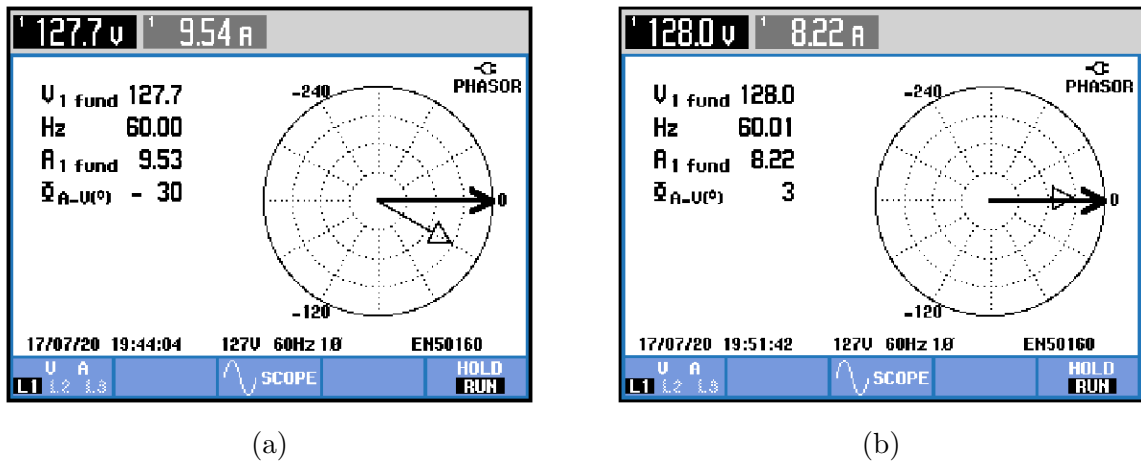 1 127.7 V 1 9.54 A
PHASOR
V1 fund 127.7
Hz 60.00
A1 fund 9.53
Φ A-V(°) - 30
-240
0
-120
17/07/20 19:44:04 127V 60Hz 1Ø EN50160
V A
L1 L2 L3
SCOPE
HOLD
RUN
(a)
1 128.0 V 1 8.22 A
PHASOR
V1 fund 128.0
Hz 60.01
A1 fund 8.22
Φ A-V(°) 3
-240
0
-120
17/07/20 19:51:42 127V 60Hz 1Ø EN50160
V A
L1 L2 L3
SCOPE
HOLD
RUN
(b)